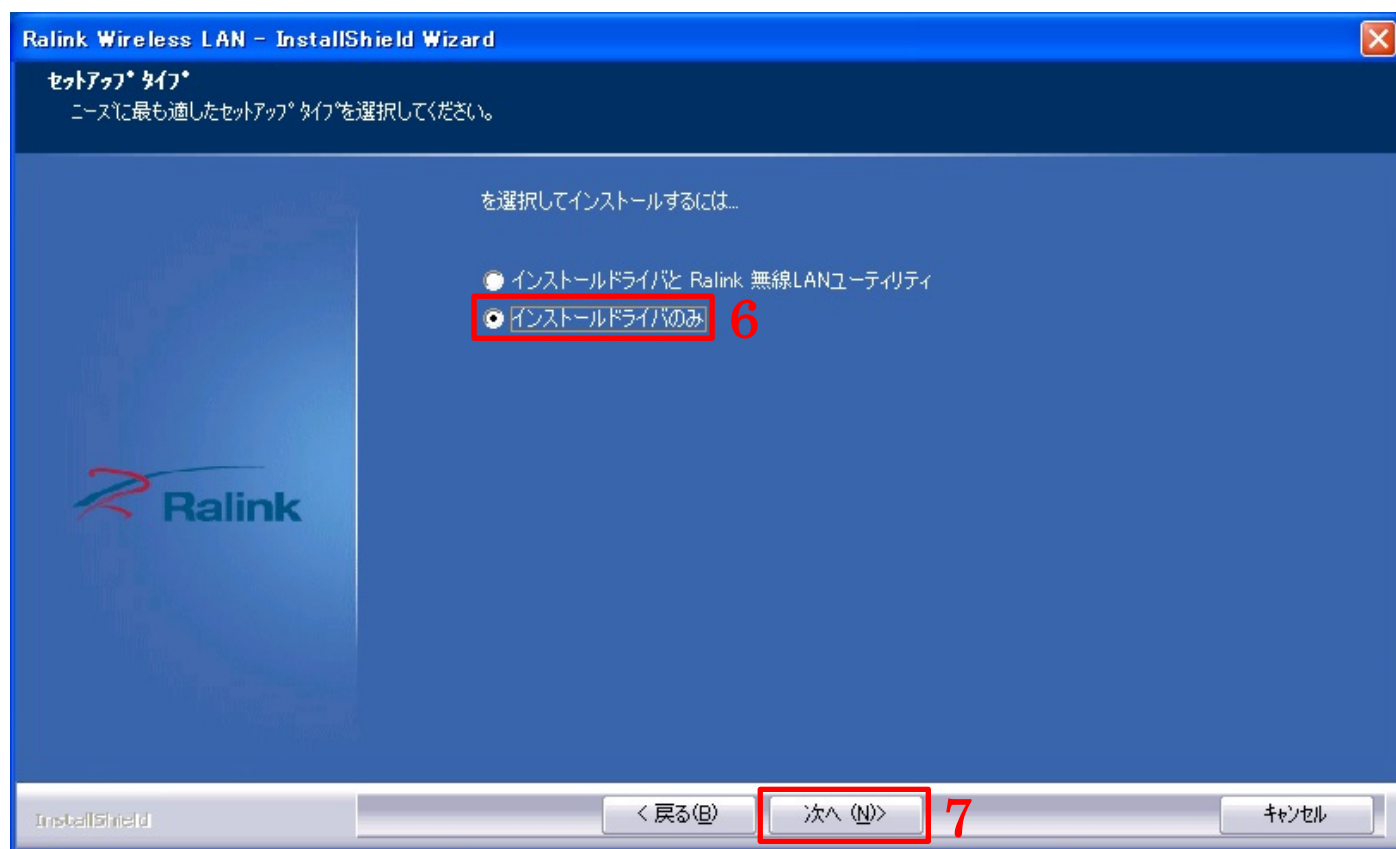 Ralink Wireless LAN - InstallShield Wizard
セットアップ タイプ
ニーズに最も適したセットアップ タイプを選択してください。
を選択してインストールするには...
インストールドライバと Ralink 無線LANユーティリティ
インストールドライバのみ 6
Ralink
InstallShield
< 戻る(B)
次へ (N)> 7
キャンセル